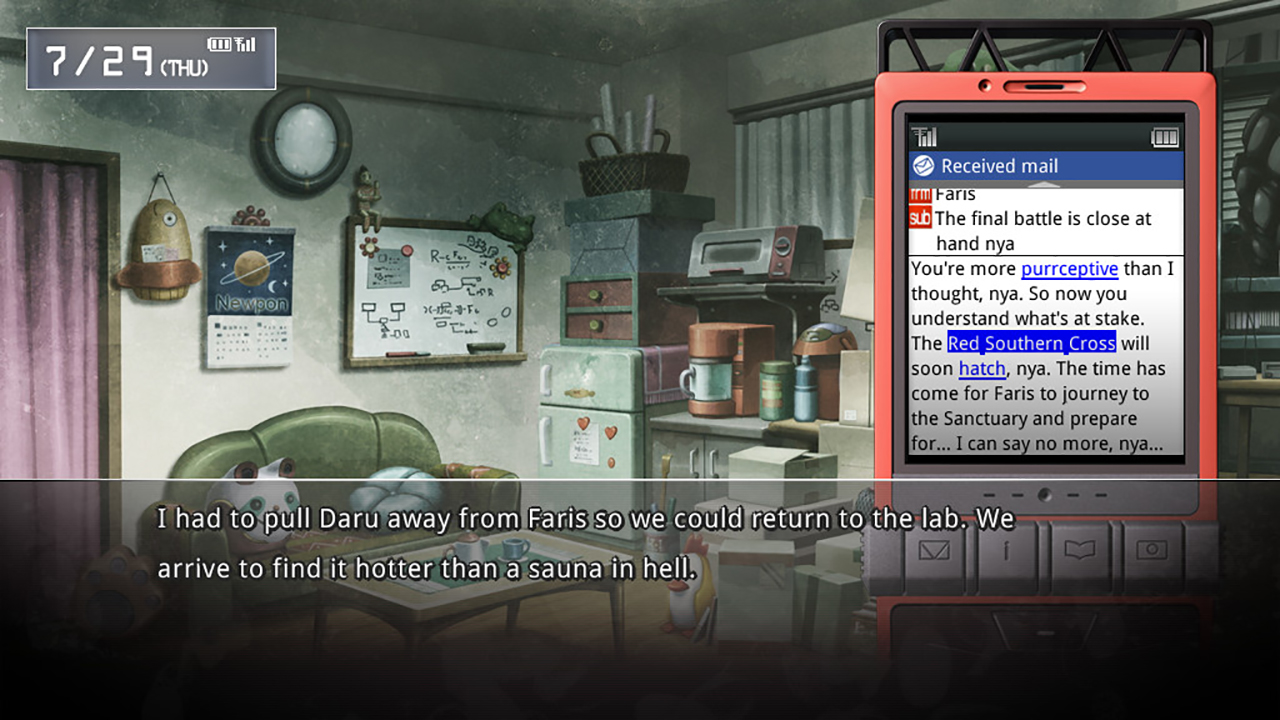 7/29(THU)
Newpon
Received mail
frm Faris
sub The final battle is close at
hand nya
You're more purrceptive than I
thought, nya. So now you
understand what's at stake.
The Red Southern Cross will
soon hatch, nya. The time has
come for Faris to journey to
the Sanctuary and prepare
for... I can say no more, nya...
I had to pull Daru away from Faris so we could return to the lab. We
arrive to find it hotter than a sauna in hell.